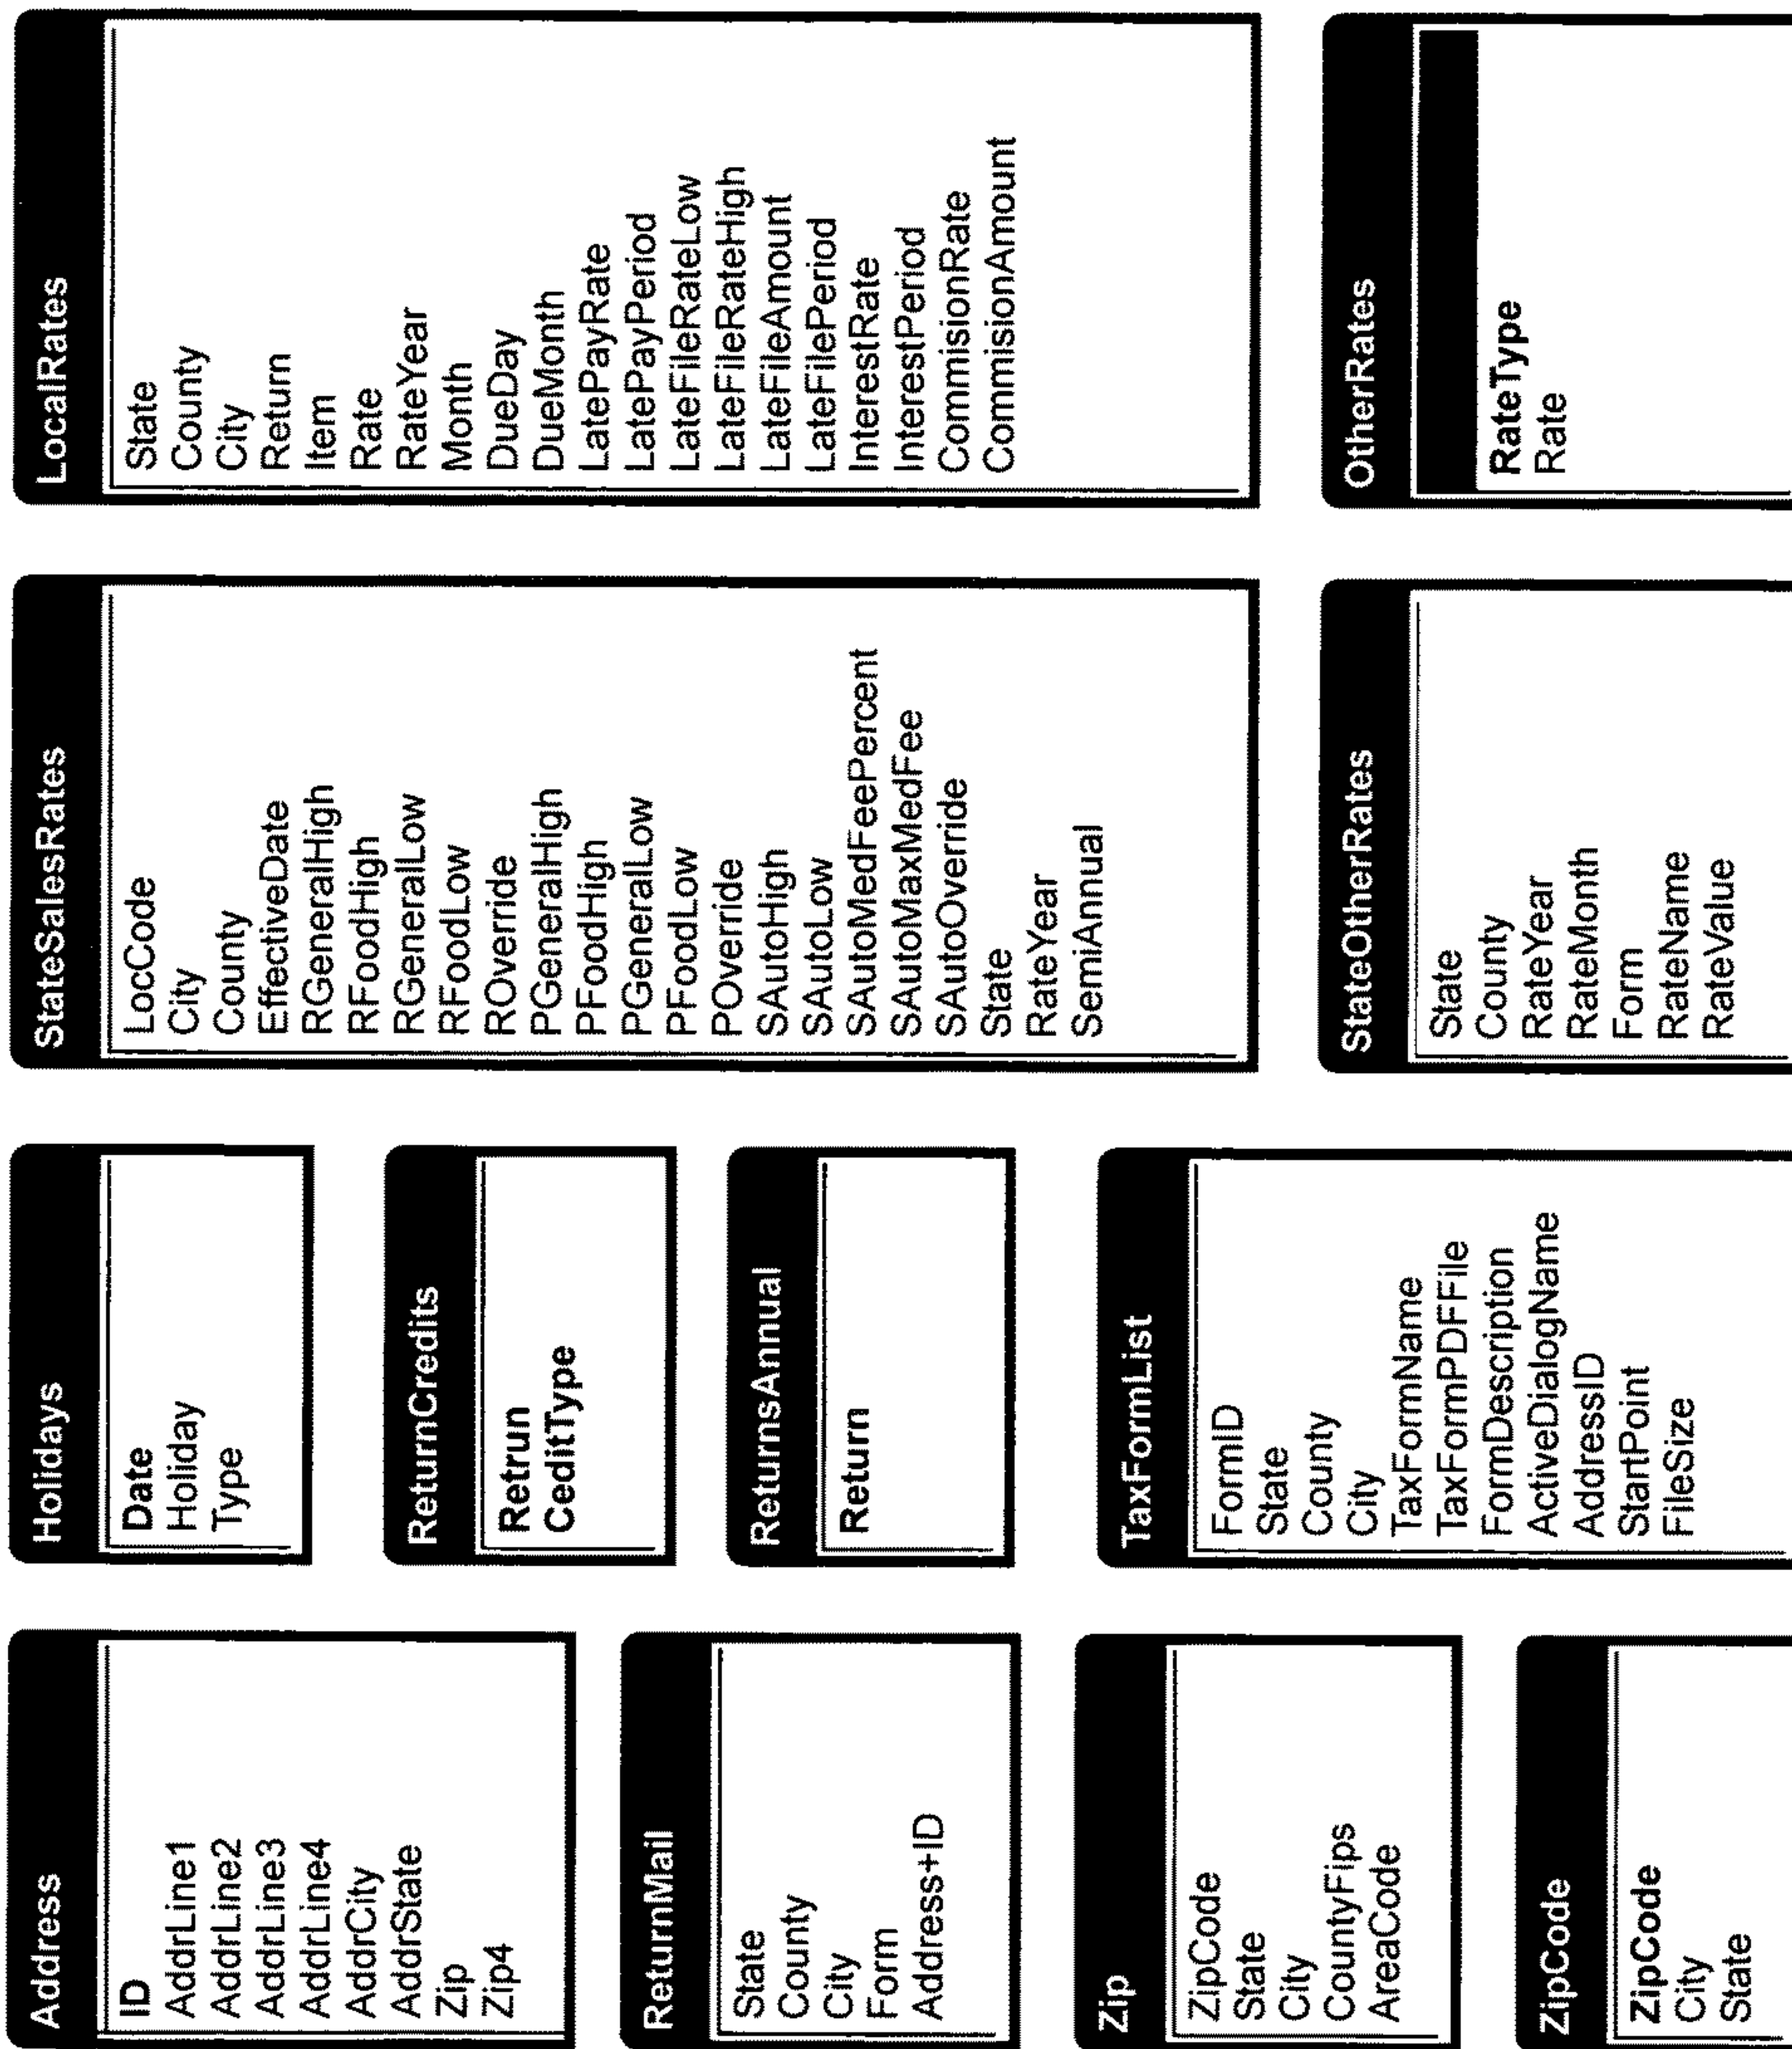 Address
ID
AddrLine1
AddrLine2
AddrLine3
AddrLine4
AddrCity
AddrState
Zip
Zip4
ReturnMail
State
County
City
Form
Address+ID
Zip
ZipCode
State
City
CountyFips
AreaCode
ZipCode
ZipCode
City
State
Holidays
Date
Holiday
Type
ReturnCredits
Retrun
CeditType
ReturnsAnnual
Return
TaxFormList
FormID
State
County
City
TaxFormName
TaxFormPDFFile
FormDescription
ActiveDialogName
AddressID
StartPoint
FileSize
StateSalesRates
LocCode
City
County
EffectiveDate
RGeneralHigh
RFoodHigh
RGeneralLow
RFoodLow
ROverride
PGeneralHigh
PFoodHigh
PGeneralLow
PFoodLow
POverride
SAutoHigh
SAutoLow
SAutoMedFeePercent
SAutoMaxMedFee
SAutoOverride
State
RateYear
SemiAnnual
StateOtherRates
State
County
RateYear
RateMonth
Form
RateName
RateValue
LocalRates
State
County
City
Return
Item
Rate
RateYear
Month
DueDay
DueMonth
LatePayRate
LatePayPeriod
LateFileRateLow
LateFileRateHigh
LateFileAmount
LateFilePeriod
InterestRate
InterestPeriod
CommisionRate
CommisionAmount
OtherRates
RateType
Rate